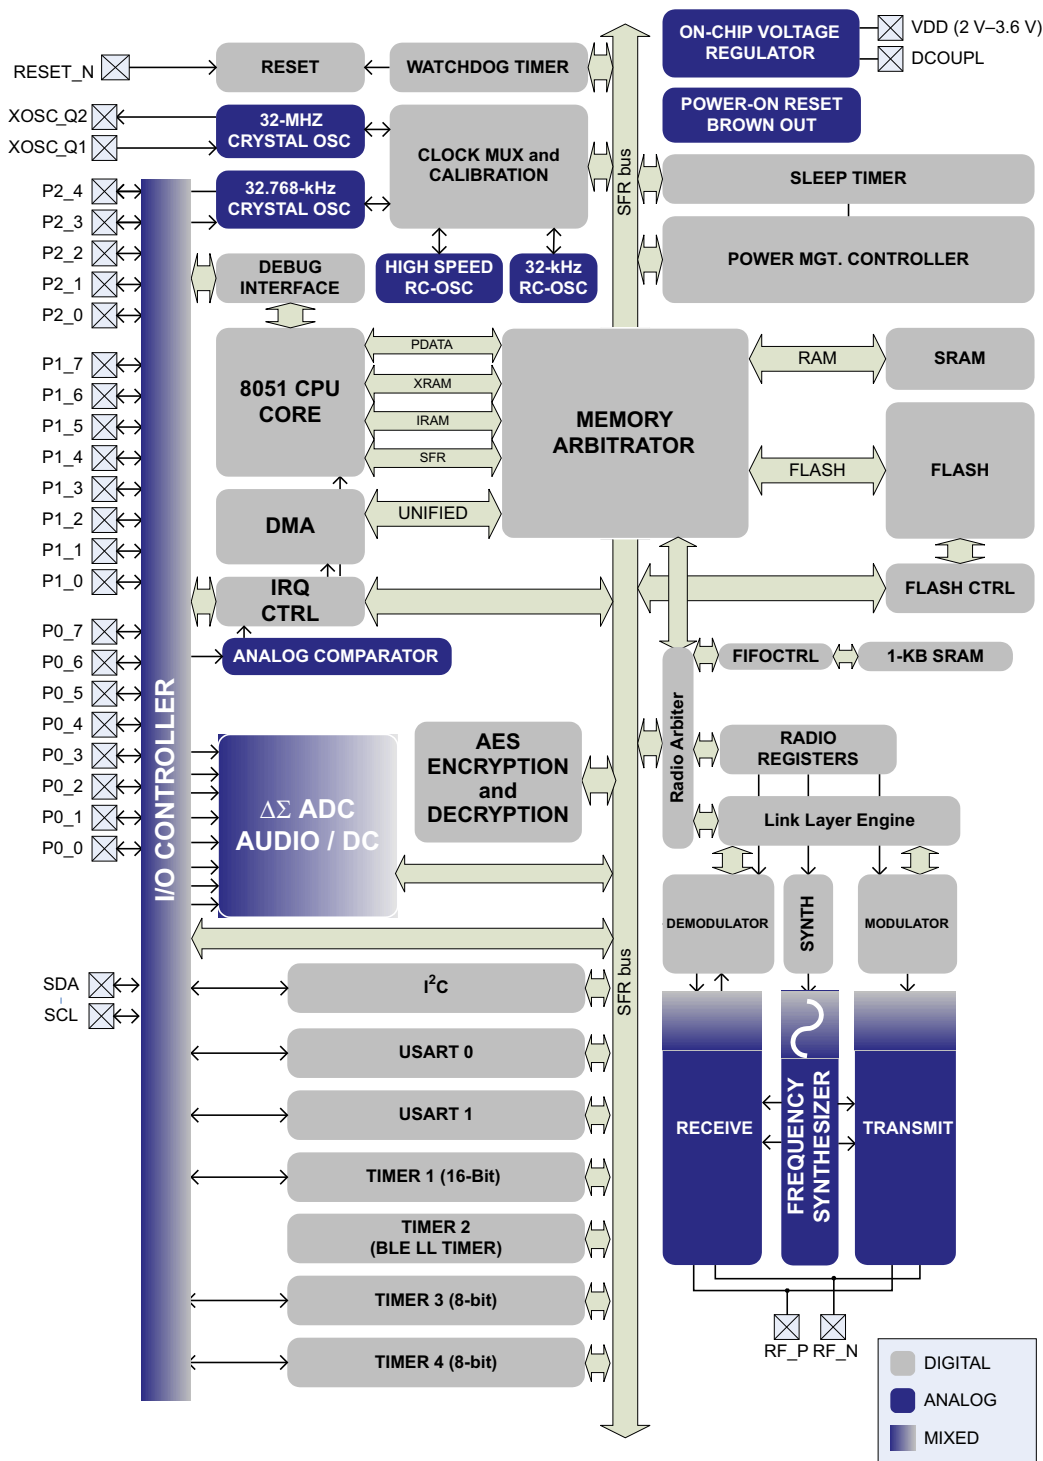 ON-CHIP VOLTAGE
REGULATOR
VDD (2 V–3.6 V)
DCOUPL
RESET_N
RESET
WATCHDOG TIMER
POWER-ON RESET
BROWN OUT
XOSC_Q2
XOSC_Q1
32-MHZ
CRYSTAL OSC
CLOCK MUX and
CALIBRATION
SFR bus
SLEEP TIMER
32.768-kHz
CRYSTAL OSC
P2_4
P2_3
P2_2
P2_1
P2_0
DEBUG
INTERFACE
HIGH SPEED
RC-OSC
32-kHz
RC-OSC
POWER MGT. CONTROLLER
P1_7
P1_6
P1_5
P1_4
P1_3
P1_2
P1_1
P1_0
8051 CPU
CORE
PDATA
XRAM
IRAM
SFR
MEMORY
ARBITRATOR
RAM
SRAM
FLASH
FLASH
DMA
UNIFIED
IRQ
CTRL
FLASH CTRL
P0_7
P0_6
P0_5
P0_4
P0_3
P0_2
P0_1
P0_0
ANALOG COMPARATOR
FIFOCTRL
1-KB SRAM
Radio Arbiter
I/O CONTROLLER
ΔΣ ADC
AUDIO / DC
AES
ENCRYPTION
and
DECRYPTION
RADIO
REGISTERS
Link Layer Engine
DEMODULATOR
SYNTH
MODULATOR
SFR bus
SDA
SCL
I²C
USART 0
USART 1
TIMER 1 (16-Bit)
TIMER 2
(BLE LL TIMER)
TIMER 3 (8-bit)
TIMER 4 (8-bit)
RECEIVE
FREQUENCY
SYNTHESIZER
TRANSMIT
RF_P
RF_N
DIGITAL
ANALOG
MIXED